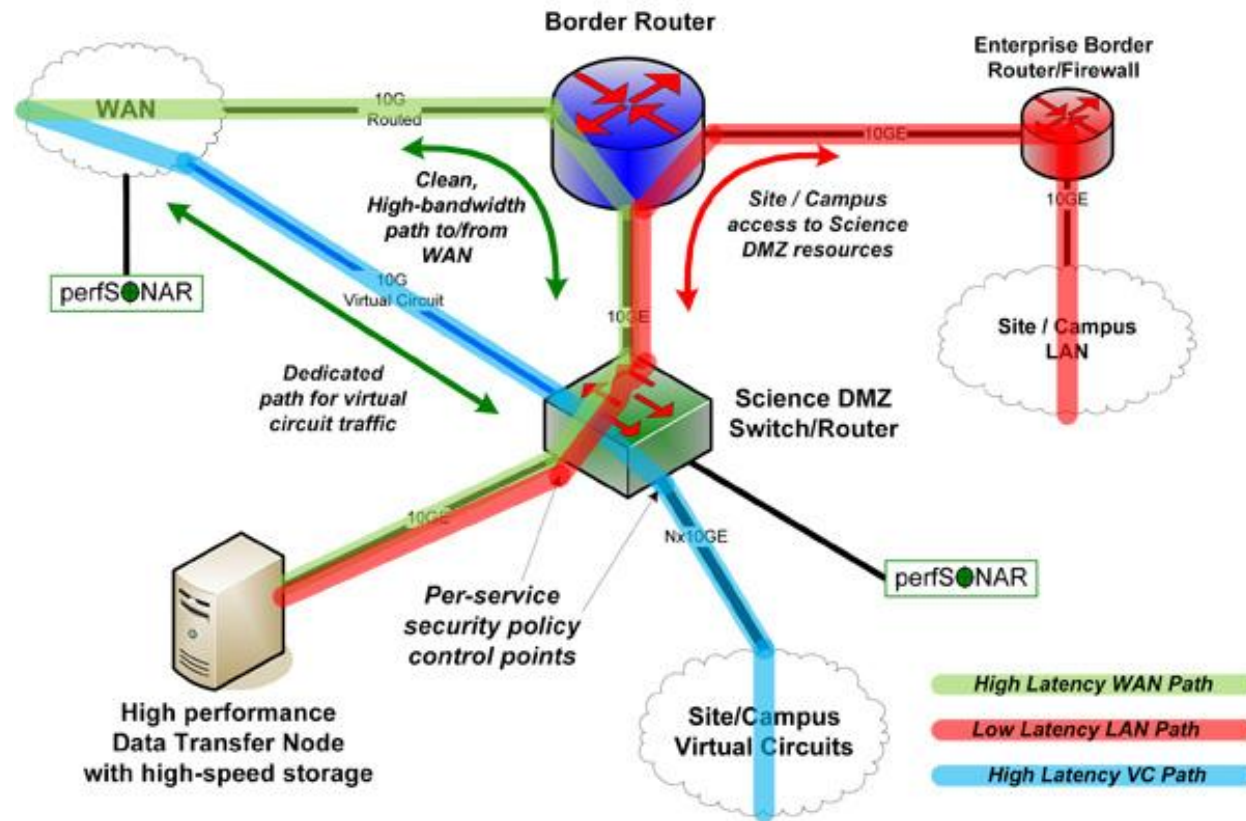 Border Router
Enterprise Border
Router/Firewall
WAN
10G
Routed
10GE
10GE
Clean,
High-bandwidth
path to/from
WAN
Site / Campus
access to Science
DMZ resources
perfSONAR
10G
Virtual Circuit
10GE
Site / Campus
LAN
Dedicated
path for virtual
circuit traffic
Science DMZ
Switch/Router
10GE
Nx10GE
perfSONAR
Per-service
security policy
control points
High performance
Data Transfer Node
with high-speed storage
Site/Campus
Virtual Circuits
High Latency WAN Path
Low Latency LAN Path
High Latency VC Path